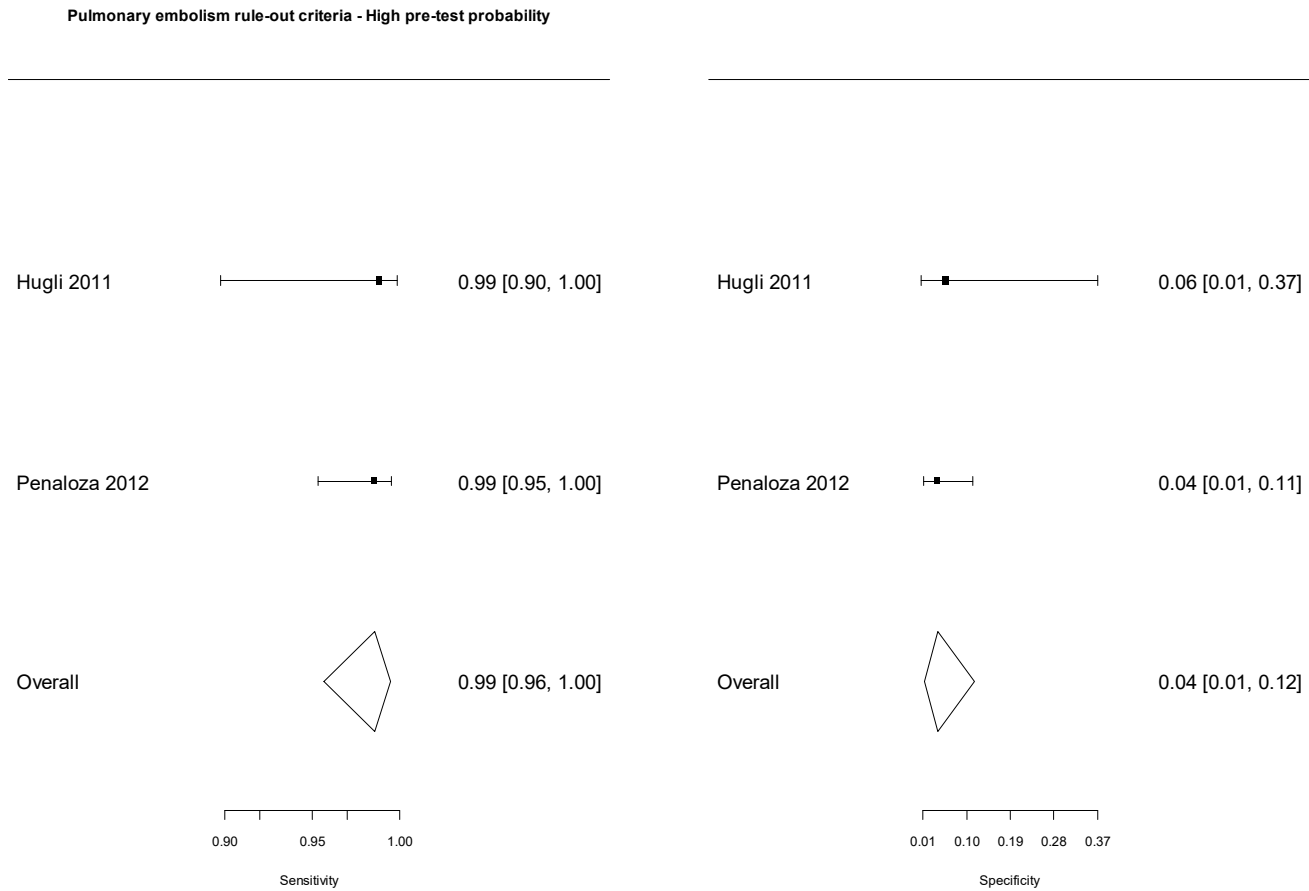 Pulmonary embolism rule-out criteria - High pre-test probability
Hugli 2011 0.99 [0.90, 1.00]
Penaloza 2012 0.99 [0.95, 1.00]
Overall 0.99 [0.96, 1.00]
0.90 0.95 1.00
Sensitivity
Hugli 2011 0.06 [0.01, 0.37]
Penaloza 2012 0.04 [0.01, 0.11]
Overall 0.04 [0.01, 0.12]
0.01 0.10 0.19 0.28 0.37
Specificity